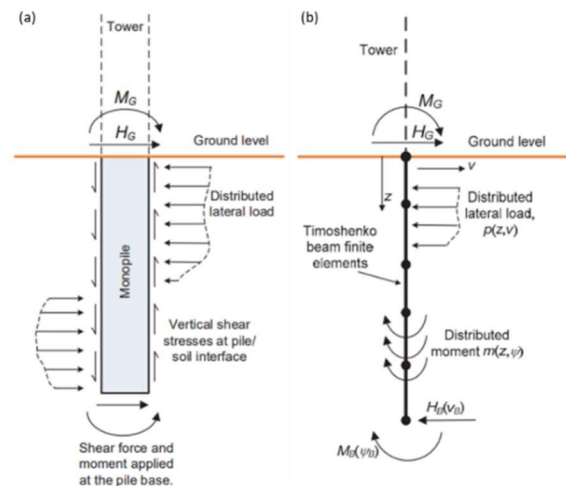 (a)
Tower
M_G
H_G
Ground level
Distributed
lateral load
Monopile
Vertical shear
stresses at pile/
soil interface
Shear force and
moment applied
at the pile base.
(b)
Tower
M_G
H_G
Ground level
v
z
Distributed
lateral load,
p(z,v)
Timoshenko
beam finite
elements
Distributed
moment m(z,ψ)
H_B(v_B)
M_B(ψ_B)